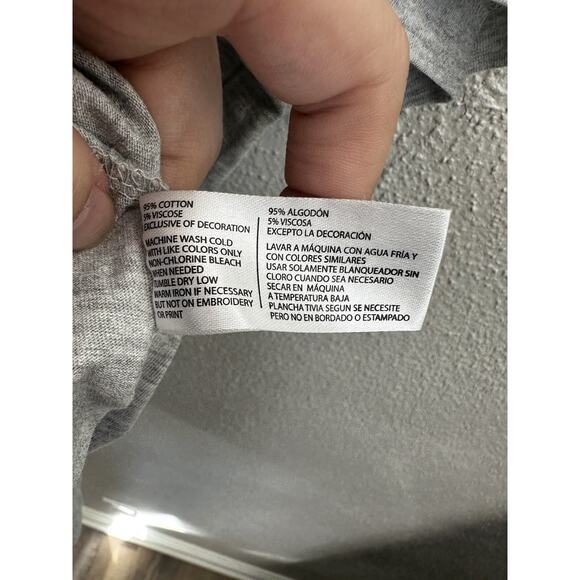 95% COTTON
5% VISCOSE
EXCLUSIVE OF DECORATION
MACHINE WASH COLD
WITH LIKE COLORS ONLY
NON-CHLORINE BLEACH
WHEN NEEDED
TUMBLE DRY LOW
WARM IRON IF NECESSARY
BUT NOT ON EMBROIDERY
OR PRINT
95% ALGODÓN
5% VISCOSA
EXCEPTO LA DECORACIÓN
LAVAR A MÁQUINA CON AGUA FRÍA Y
CON COLORES SIMILARES
USAR SOLAMENTE BLANQUEADOR SIN
CLORO CUANDO SEA NECESARIO
SECAR EN MÁQUINA
A TEMPERATURA BAJA
PLANCHA TIVIA SEGUN SE NECESITE
PERO NO EN BORDADO O ESTAMPADO